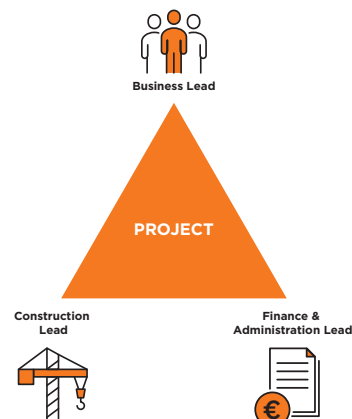 Business Lead
PROJECT
Construction
Lead
Finance &
Administration Lead
€